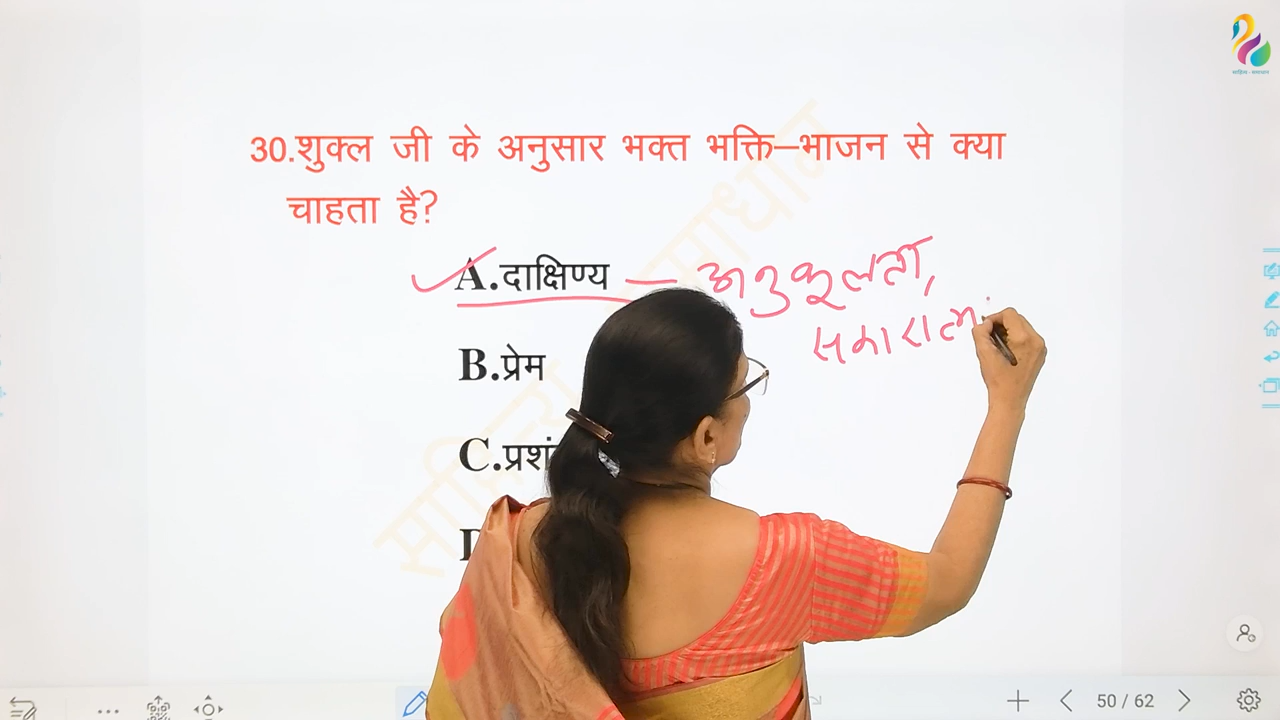 30.शुक्ल जी के अनुसार भक्त भक्ति–भाजन से क्या
चाहता है?
A.दाक्षिण्य — अनुकूलता,
B.प्रेम
C.
50 / 62